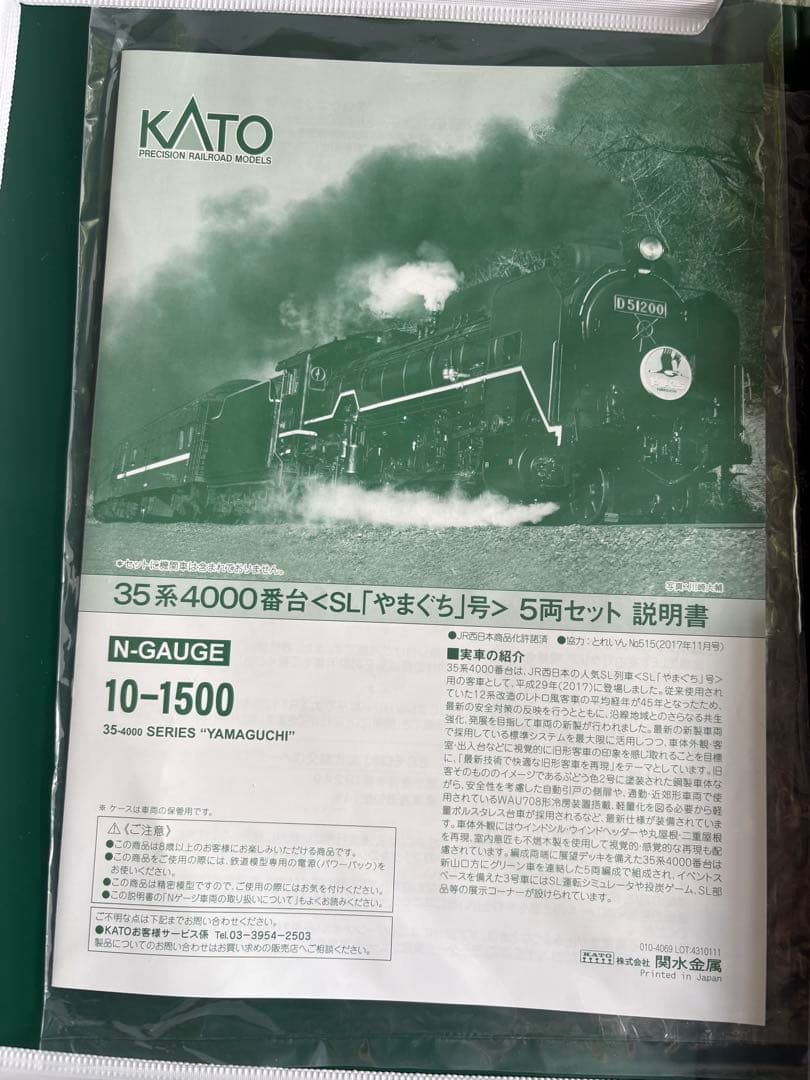 KATO
PRECISION RAILROAD MODELS
D51200
YAMAGUCHI
*セットに機関車は含まれておりません。
写真:川崎大輔
35系4000番台<SL「やまぐち」号> 5両セット 説明書
●JR西日本商品化許諾済 ●協力:とれいん No515(2017年11月号)
N-GAUGE
10-1500
35-4000 SERIES "YAMAGUCHI"
■実車の紹介
35系4000番台は、JR西日本の人気SL列車<SL「やまぐち」号>
用の客車として、平成29年(2017)に登場しました。従来使用され
ていた12系改造のレトロ風客車の平均経年が45年となったため、
最新の安全対策の反映を行うとともに、沿線地域とのさらなる共生
強化、発展を目指して車両の新製が行われました。最新の新製車両
で採用している標準システムを最大限に活用しつつ、車体外観・客
室・出入台などに視覚的に旧形客車の印象を感じ取れることを目標
に、「最新技術で快適な旧形客車を再現」をテーマとしています。旧
客そのもののイメージであるぶどう色2号に塗装された鋼製車体な
がら、安全性を考慮した自動引戸の側扉や、通勤・近郊形車両で使
用されているWAU708形冷房装置搭載、軽量化を図る必要から軽
量ボルスタレス台車が採用されるなど、最新仕様が装備されていま
す。車体外観にはウインドシル・ウインドヘッダーや丸屋根・二重屋根
を再現、室内意匠も不燃木製を使用して視覚的・感覚的な再現も配
慮されています。編成両端に展望デッキを備えた35系4000番台は
新山口方にグリーン車を連結した5両編成で組成され、イベントス
ペースを備えた3号車にはSL運転シミュレータや投炭ゲーム、SL部
品等の展示コーナーが設けられています。
※ ケースは車両の保管用です。
⚠《ご注意》
●この商品は8歳以上のお客様にお楽しみいただける商品です。
●この商品をご使用の際には、鉄道模型専用の電源(パワーパック)を
お使いください。
●この商品は精密模型ですので、ご使用の際にはお気を付けください。
●この説明書の「Nゲージ車両の取り扱いについて」もよくお読みください。
ご不明な点は下記までお問い合わせください。
●KATOお客様サービス係 Tel.03-3954-2503
製品についてのお問い合わせはお買い求めの販売店へご相談ください。
010-4069 LOT:4310111
KATO 株式会社 関水金属
Printed in Japan